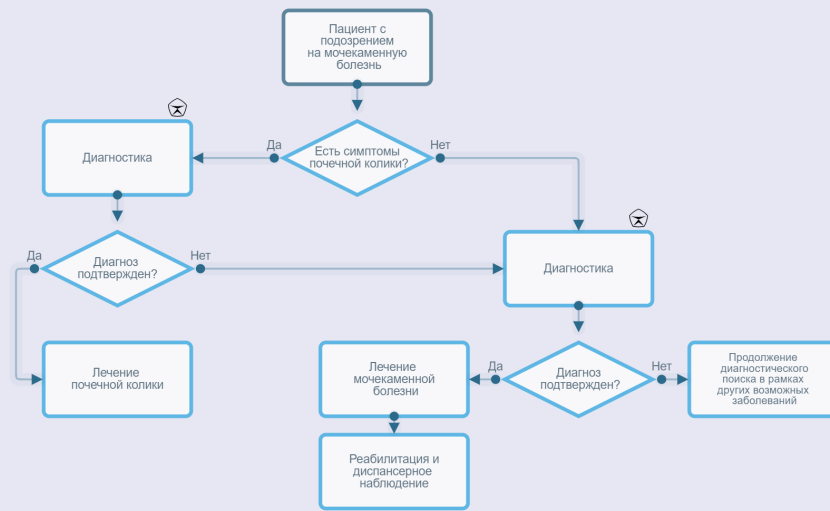 Пациент с
подозрением
на мочекаменную
болезнь
Да
Есть симптомы
почечной колики?
Нет
Диагностика
Да
Диагноз
подтвержден?
Нет
Диагностика
Лечение
почечной колики
Лечение
мочекаменной
болезни
Да
Диагноз
подтвержден?
Нет
Продолжение
диагностического
поиска в рамках
других возможных
заболеваний
Реабилитация и
диспансерное
наблюдение